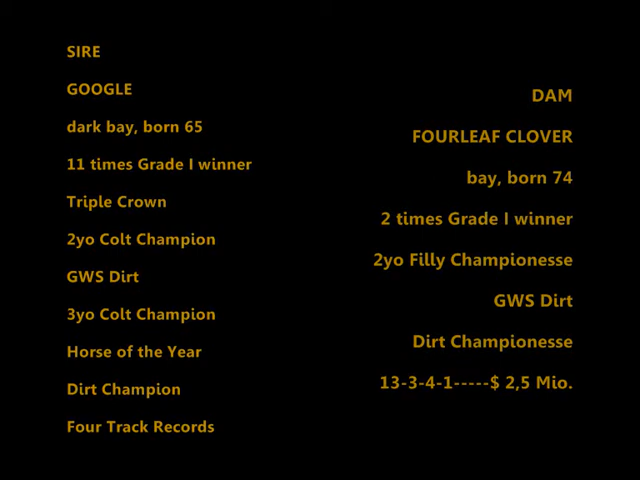 SIRE
GOOGLE
dark bay, born 65
11 times Grade I winner
Triple Crown
2yo Colt Champion
GWS Dirt
3yo Colt Champion
Horse of the Year
Dirt Champion
Four Track Records
DAM
FOURLEAF CLOVER
bay, born 74
2 times Grade I winner
2yo Filly Championesse
GWS Dirt
Dirt Championesse
13-3-4-1-----$ 2,5 Mio.